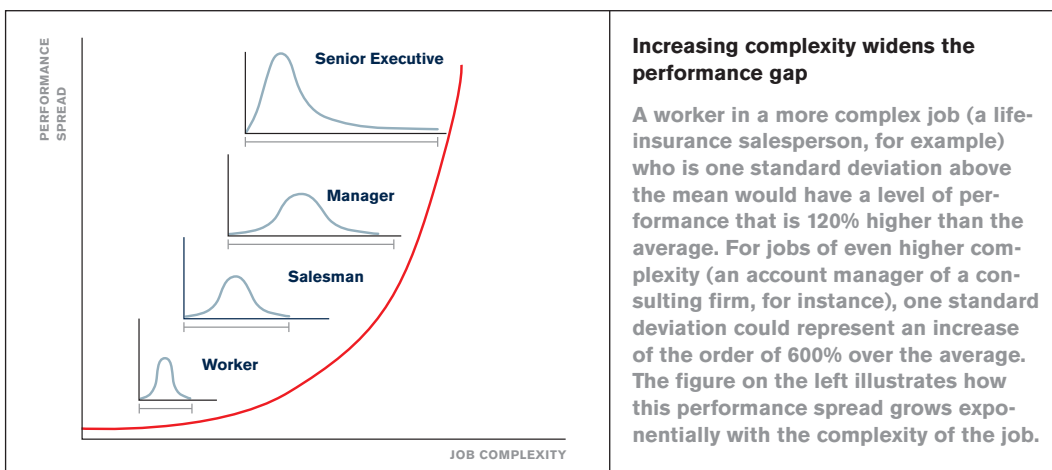 PERFORMANCE
SPREAD
Senior Executive
Manager
Salesman
Worker
JOB COMPLEXITY
Increasing complexity widens the
performance gap
A worker in a more complex job (a life-
insurance salesperson, for example)
who is one standard deviation above
the mean would have a level of per-
formance that is 120% higher than the
average. For jobs of even higher com-
plexity (an account manager of a con-
sulting firm, for instance), one standard
deviation could represent an increase
of the order of 600% over the average.
The figure on the left illustrates how
this performance spread grows expo-
nentially with the complexity of the job.